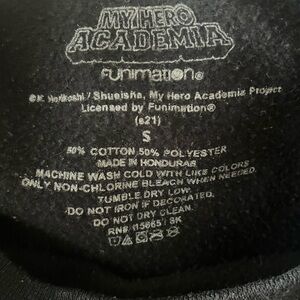 MY HERO
ACADEMIA
FUNIMATION®
©K. Horikoshi / Shueisha, My Hero Academia Project
Licensed by Funimation®
(s21)
S
50% COTTON 50% POLYESTER
MADE IN HONDURAS
MACHINE WASH COLD WITH LIKE COLORS
ONLY NON-CHLORINE BLEACH WHEN NEEDED.
TUMBLE DRY LOW.
DO NOT IRON IF DECORATED.
DO NOT DRY CLEAN.
RN#